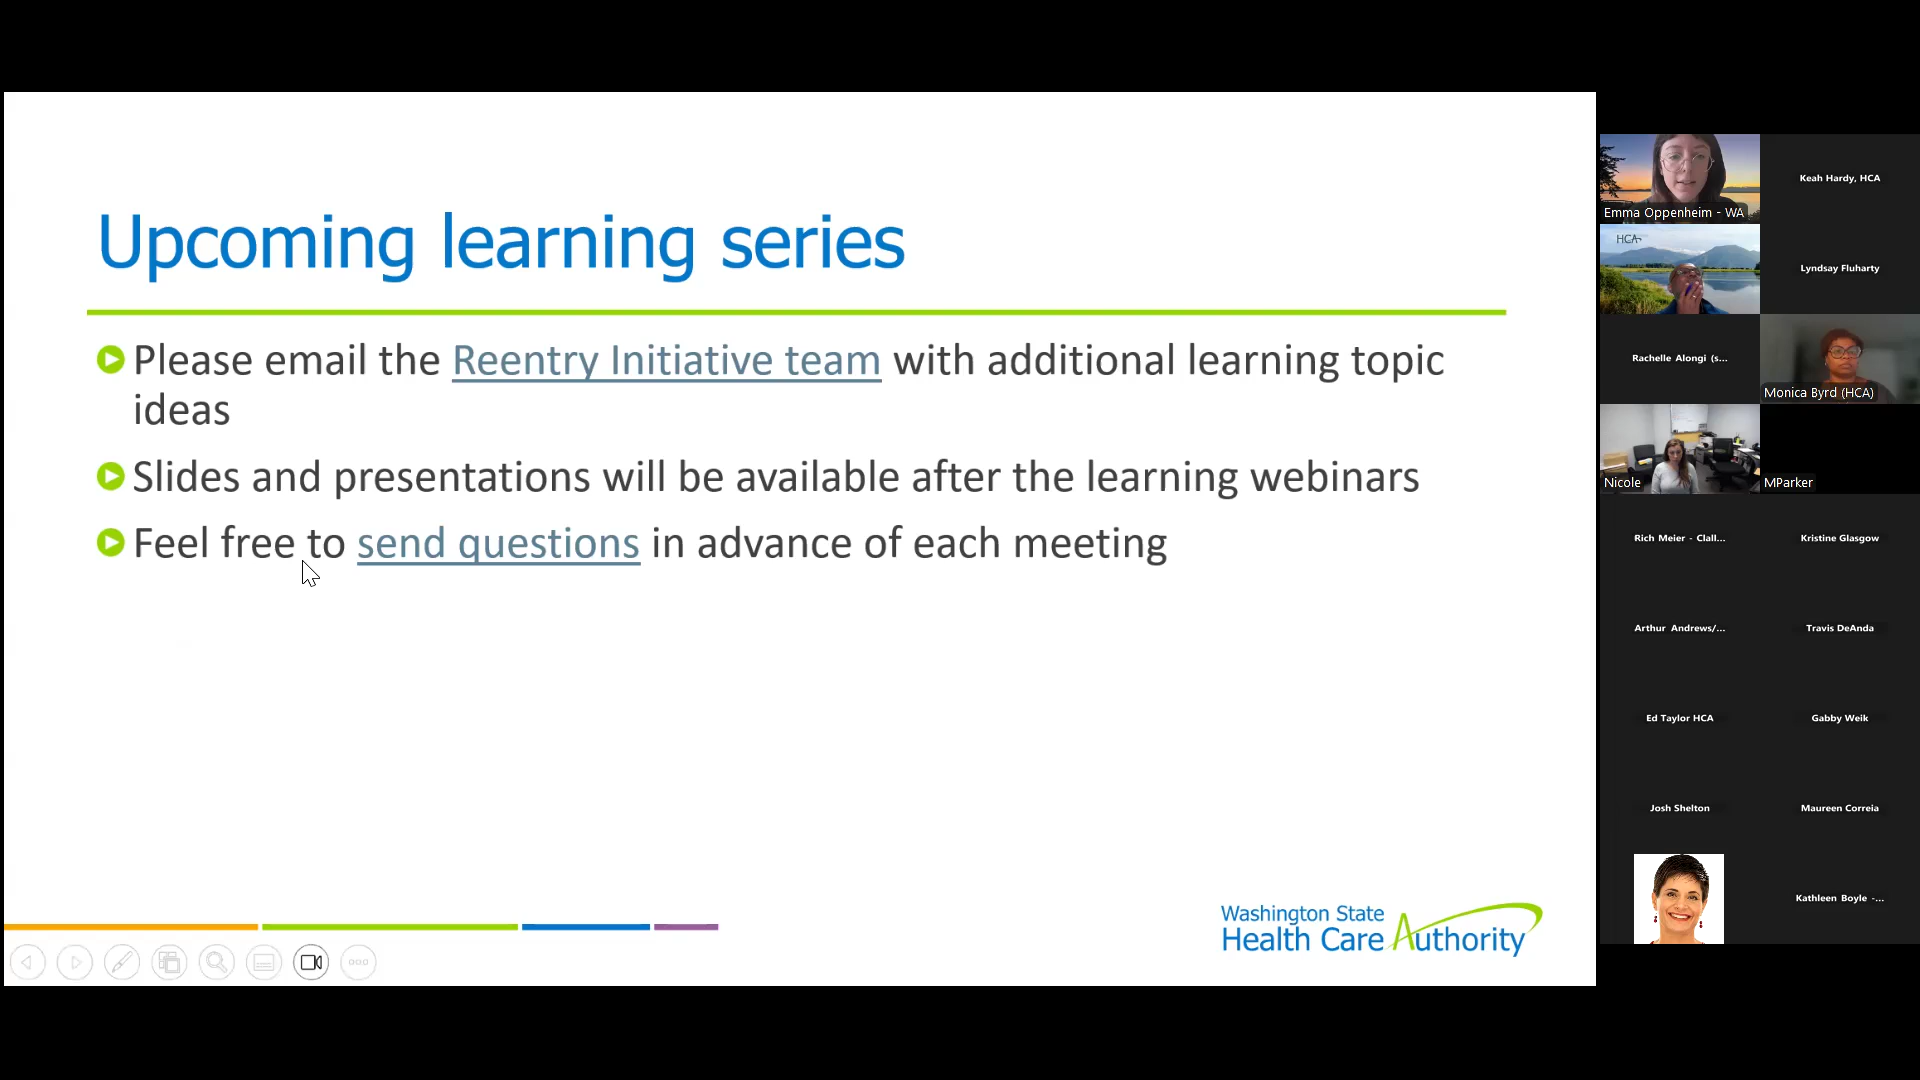 Upcoming learning series
Please email the Reentry Initiative team with additional learning topic
ideas
Slides and presentations will be available after the learning webinars
Feel free to send questions in advance of each meeting
Washington State
Health Care Authority
Emma Oppenheim - WA
Keah Hardy, HCA
HCA
Lyndsay Fluharty
Rachelle Alongi (s...
Monica Byrd (HCA)
Nicole
MParker
Rich Meier - Clall...
Kristine Glasgow
Arthur Andrews/...
Travis DeAnda
Ed Taylor HCA
Gabby Weik
Josh Shelton
Maureen Correia
Kathleen Boyle -...